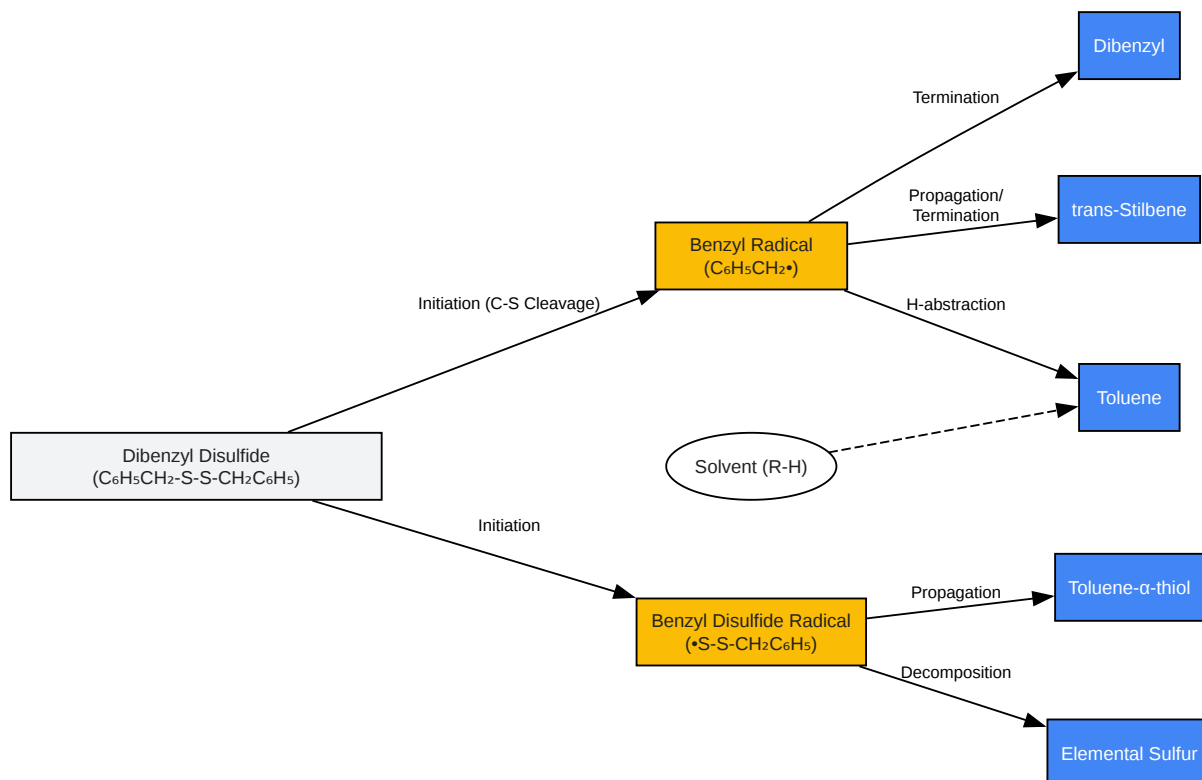 Dibenzyl
Termination
Propagation/
Termination
trans-Stilbene
Benzyl Radical
(C₆H₅CH₂•)
Initiation (C-S Cleavage)
H-abstraction
Toluene
Dibenzyl Disulfide
(C₆H₅CH₂-S-S-CH₂C₆H₅)
Solvent (R-H)
Initiation
Propagation
Toluene-α-thiol
Benzyl Disulfide Radical
(•S-S-CH₂C₆H₅)
Decomposition
Elemental Sulfur